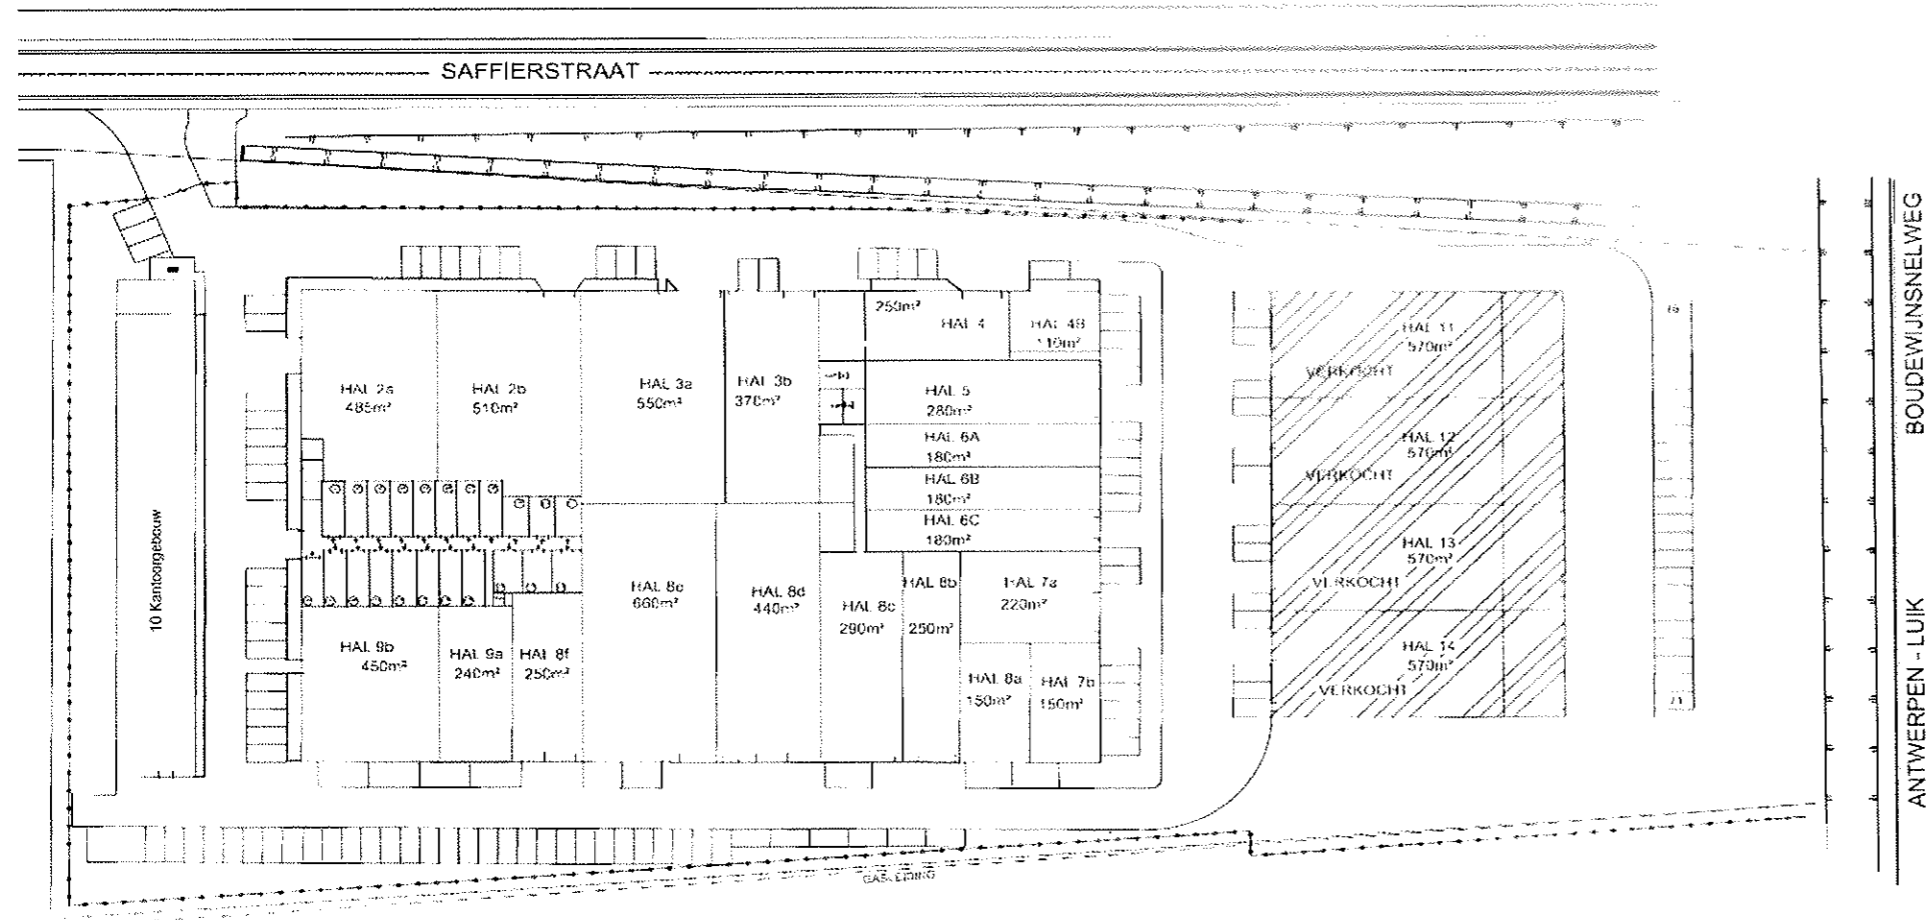 SAFFIERSTRAAT
BOUDEWIJNSNELWEG
ANTWERPEN - LUIK
10 Kantoorgebouw
HAL 2a
485m²
HAL 2b
510m²
HAL 3a
550m²
HAL 3b
370m²
250m²
HAL 4
HAL 4B
110m²
HAL 5
280m²
HAL 6A
180m²
HAL 6B
180m²
HAL 6C
180m²
HAL 7a
220m²
HAL 7b
150m²
HAL 8a
150m²
HAL 8b
250m²
HAL 8c
290m²
HAL 8d
440m²
HAL 8e
660m²
HAL 8f
250m²
HAL 9a
240m²
HAL 9b
450m²
HAL 11
570m²
VERKOCHT
HAL 12
570m²
VERKOCHT
HAL 13
570m²
VERKOCHT
HAL 14
570m²
VERKOCHT
71
GASLEIDING